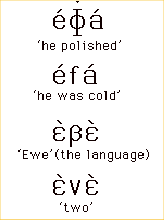 éɸá
‘he polished’
éfá
‘he was cold’
ɛ̀βɛ̀
‘Ewe’(the language)
ɛ̀vɛ̀
‘two’